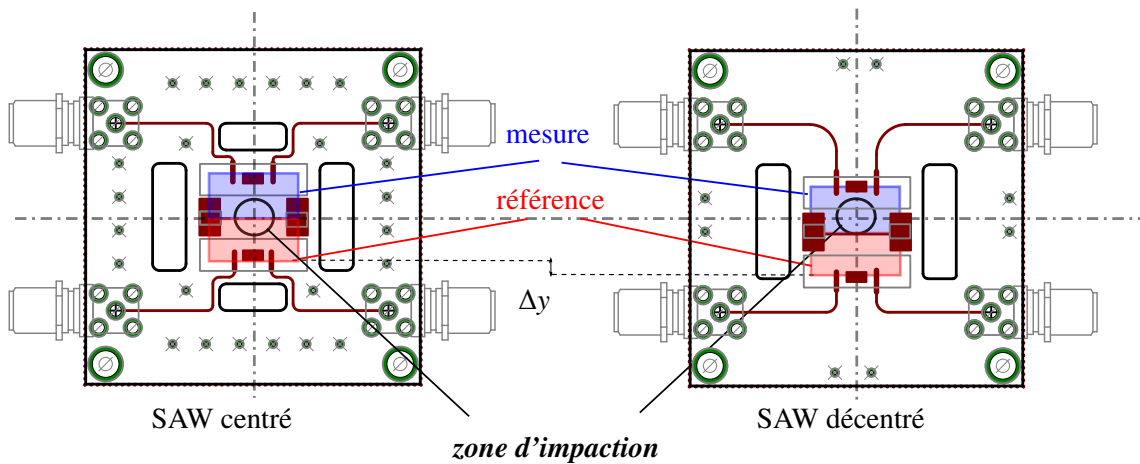 mesure
référence
Δy
SAW centré
SAW décentré
zone d'impaction